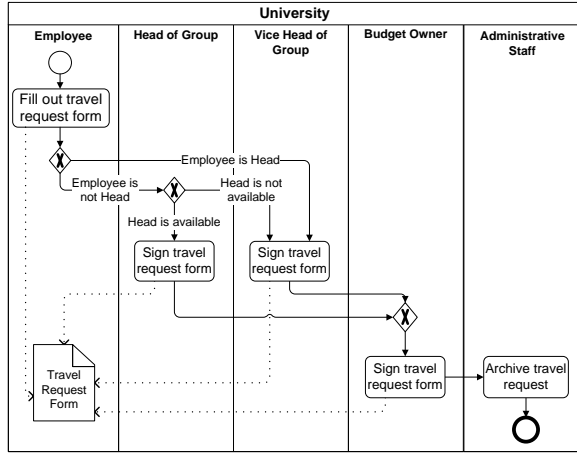 University
Employee
Head of Group
Vice Head of
Group
Budget Owner
Administrative
Staff
Fill out travel
request form
Employee is Head
Employee is
not Head
Head is not
available
Head is available
Sign travel
request form
Sign travel
request form
Travel
Request
Form
Sign travel
request form
Archive travel
request